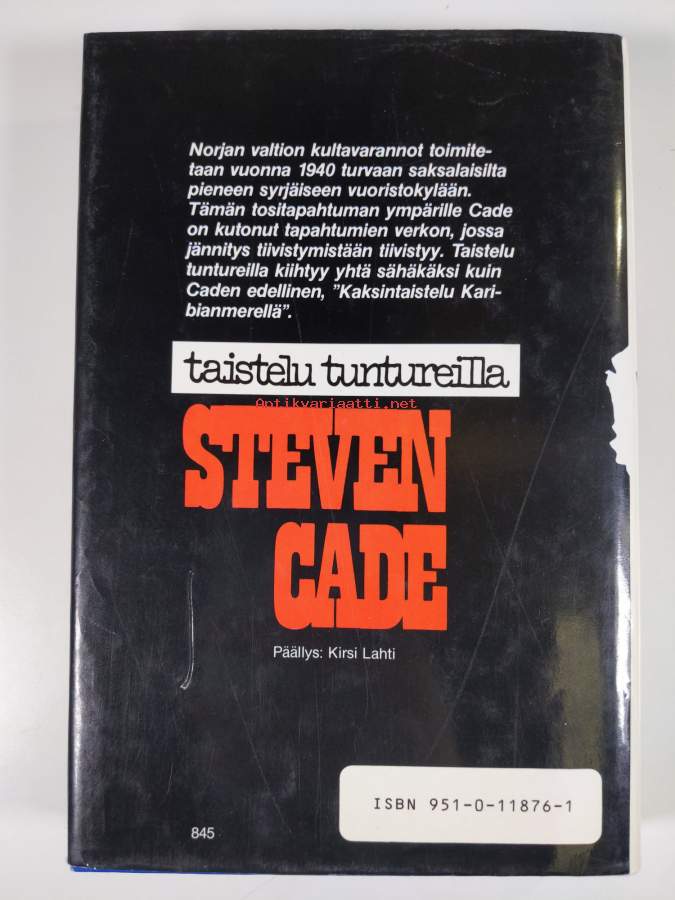 Norjan valtion kultavarannot toimite-
taan vuonna 1940 turvaan saksalaisilta
pieneen syrjäiseen vuoristokylään.
Tämän tositapahtuman ympärille Cade
on kutonut tapahtumien verkon, jossa
jännitys tiivistymistään tiivistyy. Taistelu
tuntureilla kiihtyy yhtä sähäkäksi kuin
Caden edellinen, "Kaksintaistelu Kari-
bianmerellä".
taistelu tuntureilla
Antikvariaatti.net
STEVEN
CADE
Päällys: Kirsi Lahti
ISBN 951-0-11876-1
845